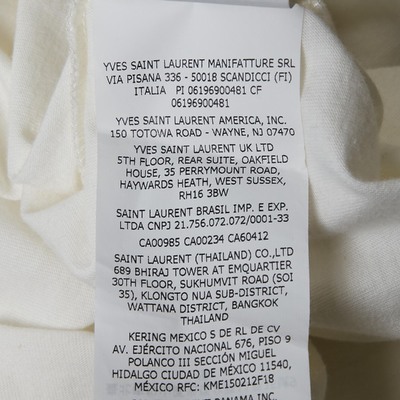 YVES SAINT LAURENT MANIFATTURE SRL
VIA PISANA 336 - 50018 SCANDICCI (FI)
ITALIA PI 06196900481 CF
06196900481
YVES SAINT LAURENT AMERICA, INC.
150 TOTOWA ROAD - WAYNE, NJ 07470
YVES SAINT LAURENT UK LTD
5TH FLOOR, REAR SUITE, OAKFIELD
HOUSE, 35 PERRYMOUNT ROAD,
HAYWARDS HEATH, WEST SUSSEX,
RH16 3BW
SAINT LAURENT BRASIL IMP. E EXP.
LTDA CNPJ 21.756.072.072/0001-33
CA00985 CA00234 CA60412
SAINT LAURENT (THAILAND) CO.,LTD
689 BHIRAJ TOWER AT EMQUARTIER
30TH FLOOR, SUKHUMVIT ROAD (SOI
35), KLONGTO NUA SUB-DISTRICT,
WATTANA DISTRICT, BANGKOK
THAILAND
KERING MEXICO S DE RL DE CV
AV. EJÉRCITO NACIONAL 676, PISO 9
POLANCO III SECCIÓN MIGUEL
HIDALGO CIUDAD DE MÉXICO 11540,
MÉXICO RFC: KME150212F18
PANAMA INC.